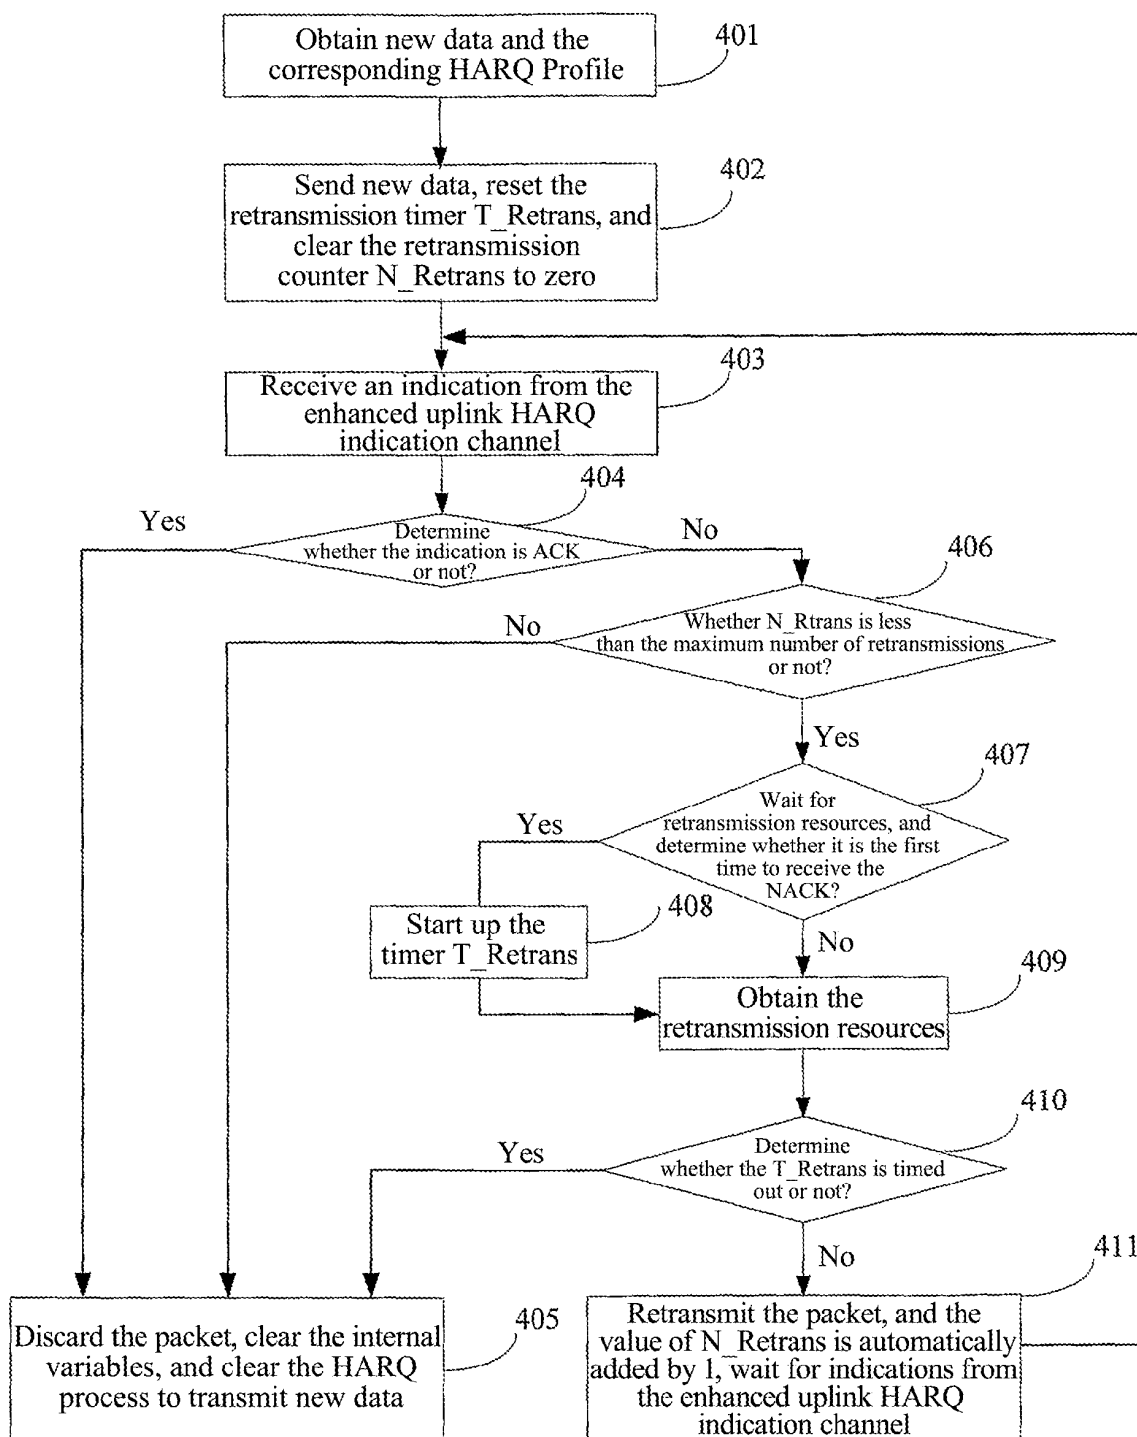 Obtain new data and the
corresponding HARQ Profile
401
Send new data, reset the
retransmission timer T_Retrans, and
clear the retransmission
counter N_Retrans to zero
402
Receive an indication from the
enhanced uplink HARQ
indication channel
403
404
Yes
Determine
whether the indication is ACK
or not?
No
406
No
Whether N_Rtrans is less
than the maximum number of retransmissions
or not?
Yes
407
Yes
Wait for
retransmission resources, and
determine whether it is the first
time to receive the
NACK?
Start up the
timer T_Retrans
408
No
409
Obtain the
retransmission resources
410
Yes
Determine
whether the T_Retrans is timed
out or not?
No
411
Discard the packet, clear the internal
variables, and clear the HARQ
process to transmit new data
405
Retransmit the packet, and the
value of N_Retrans is automatically
added by 1, wait for indications from
the enhanced uplink HARQ
indication channel